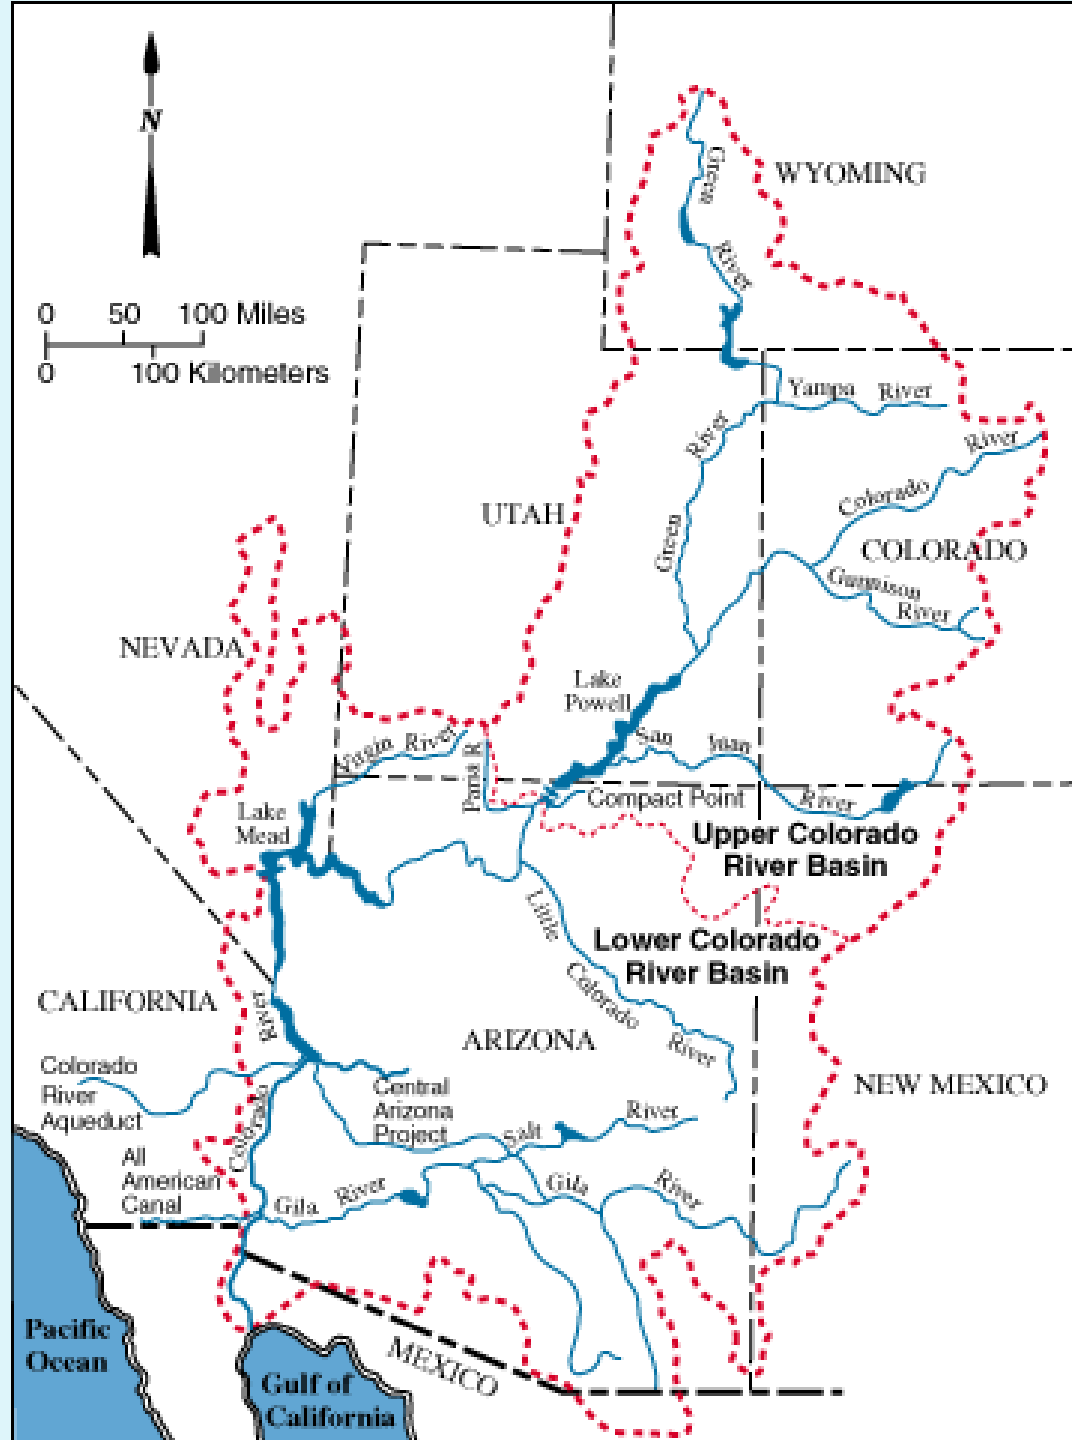 N
WYOMING
Green
River
0 50 100 Miles
0 100 Kilometers
Yampa River
River
Colorado
River
UTAH
Green
COLORADO
Gunnison
River
NEVADA
Lake
Powell
San Juan
River
Virgin River
Paria R
Compact Point
Lake
Mead
Upper Colorado
River Basin
Little
Colorado
River
Lower Colorado
River Basin
CALIFORNIA
River
Colorado
ARIZONA
NEW MEXICO
Colorado
River
Aqueduct
Central
Arizona
Project
Salt River
All
American
Canal
Gila River
Gila River
MEXICO
Pacific
Ocean
Gulf of
California